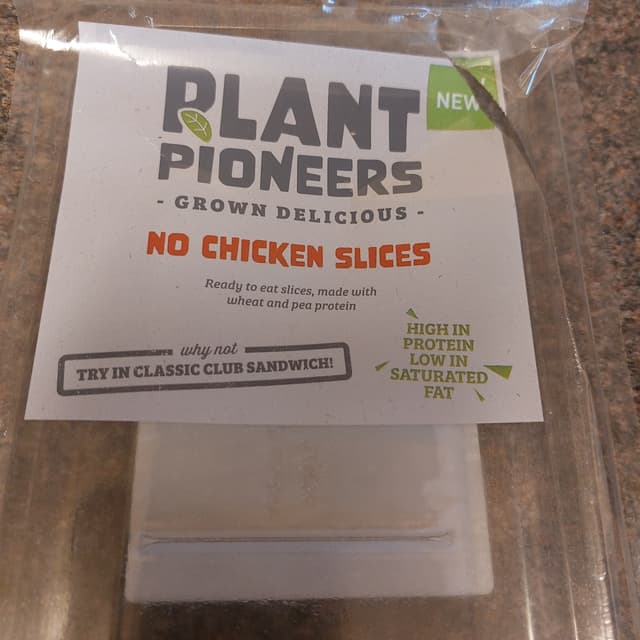 PLANT
NEW
PIONEERS
- GROWN DELICIOUS -
NO CHICKEN SLICES
Ready to eat slices, made with
wheat and pea protein
why not
TRY IN CLASSIC CLUB SANDWICH!
HIGH IN
PROTEIN
LOW IN
SATURATED
FAT